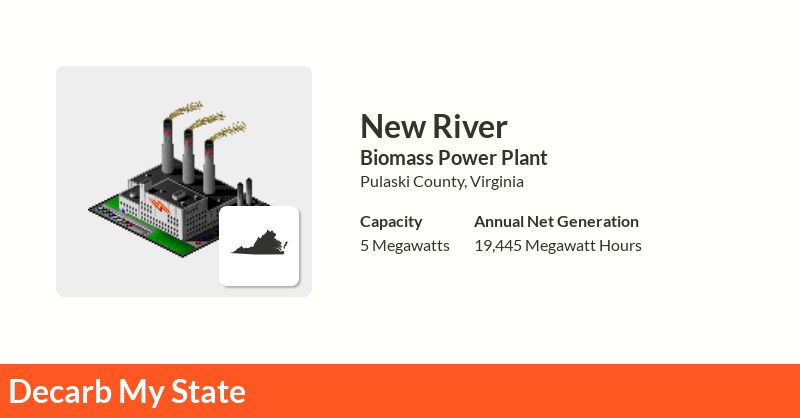 New River
Biomass Power Plant
Pulaski County, Virginia
Capacity
Annual Net Generation
5 Megawatts
19,445 Megawatt Hours
Decarb My State